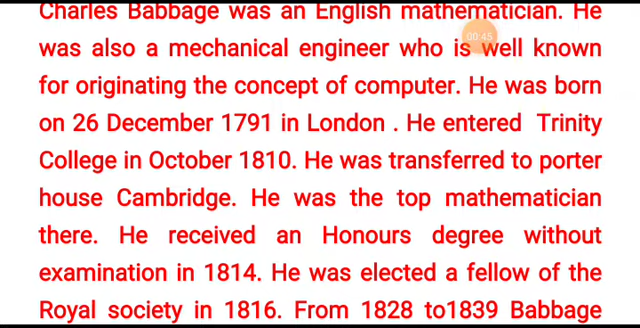 Charles Babbage was an English mathematician. He
was also a mechanical engineer who is well known
for originating the concept of computer. He was born
on 26 December 1791 in London . He entered Trinity
College in October 1810. He was transferred to porter
house Cambridge. He was the top mathematician
there. He received an Honours degree without
examination in 1814. He was elected a fellow of the
Royal society in 1816. From 1828 to1839 Babbage
00:45